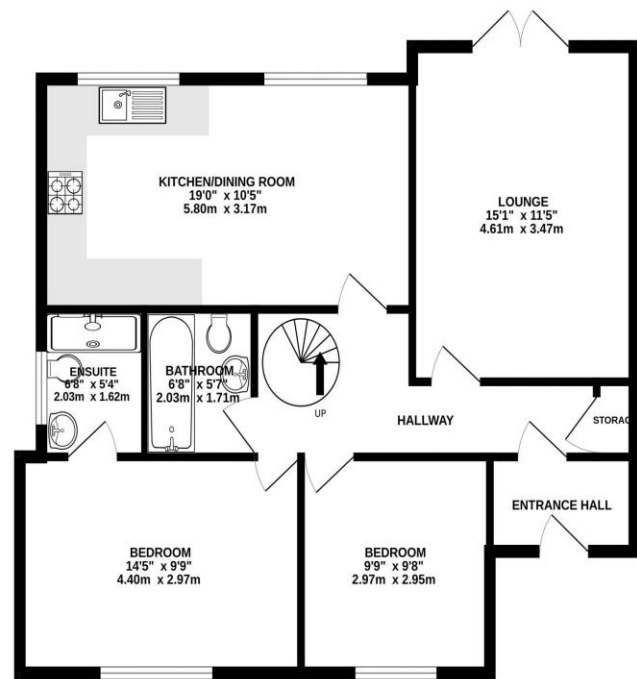 KITCHEN/DINING ROOM
19'0" x 10'5"
5.80m x 3.17m
LOUNGE
15'1" x 11'5"
4.61m x 3.47m
ENSUITE
6'8" x 5'4"
2.03m x 1.62m
BATHROOM
6'8" x 5'7"
2.03m x 1.71m
UP
HALLWAY
STORAG
ENTRANCE HALL
BEDROOM
14'5" x 9'9"
4.40m x 2.97m
BEDROOM
9'9" x 9'8"
2.97m x 2.95m